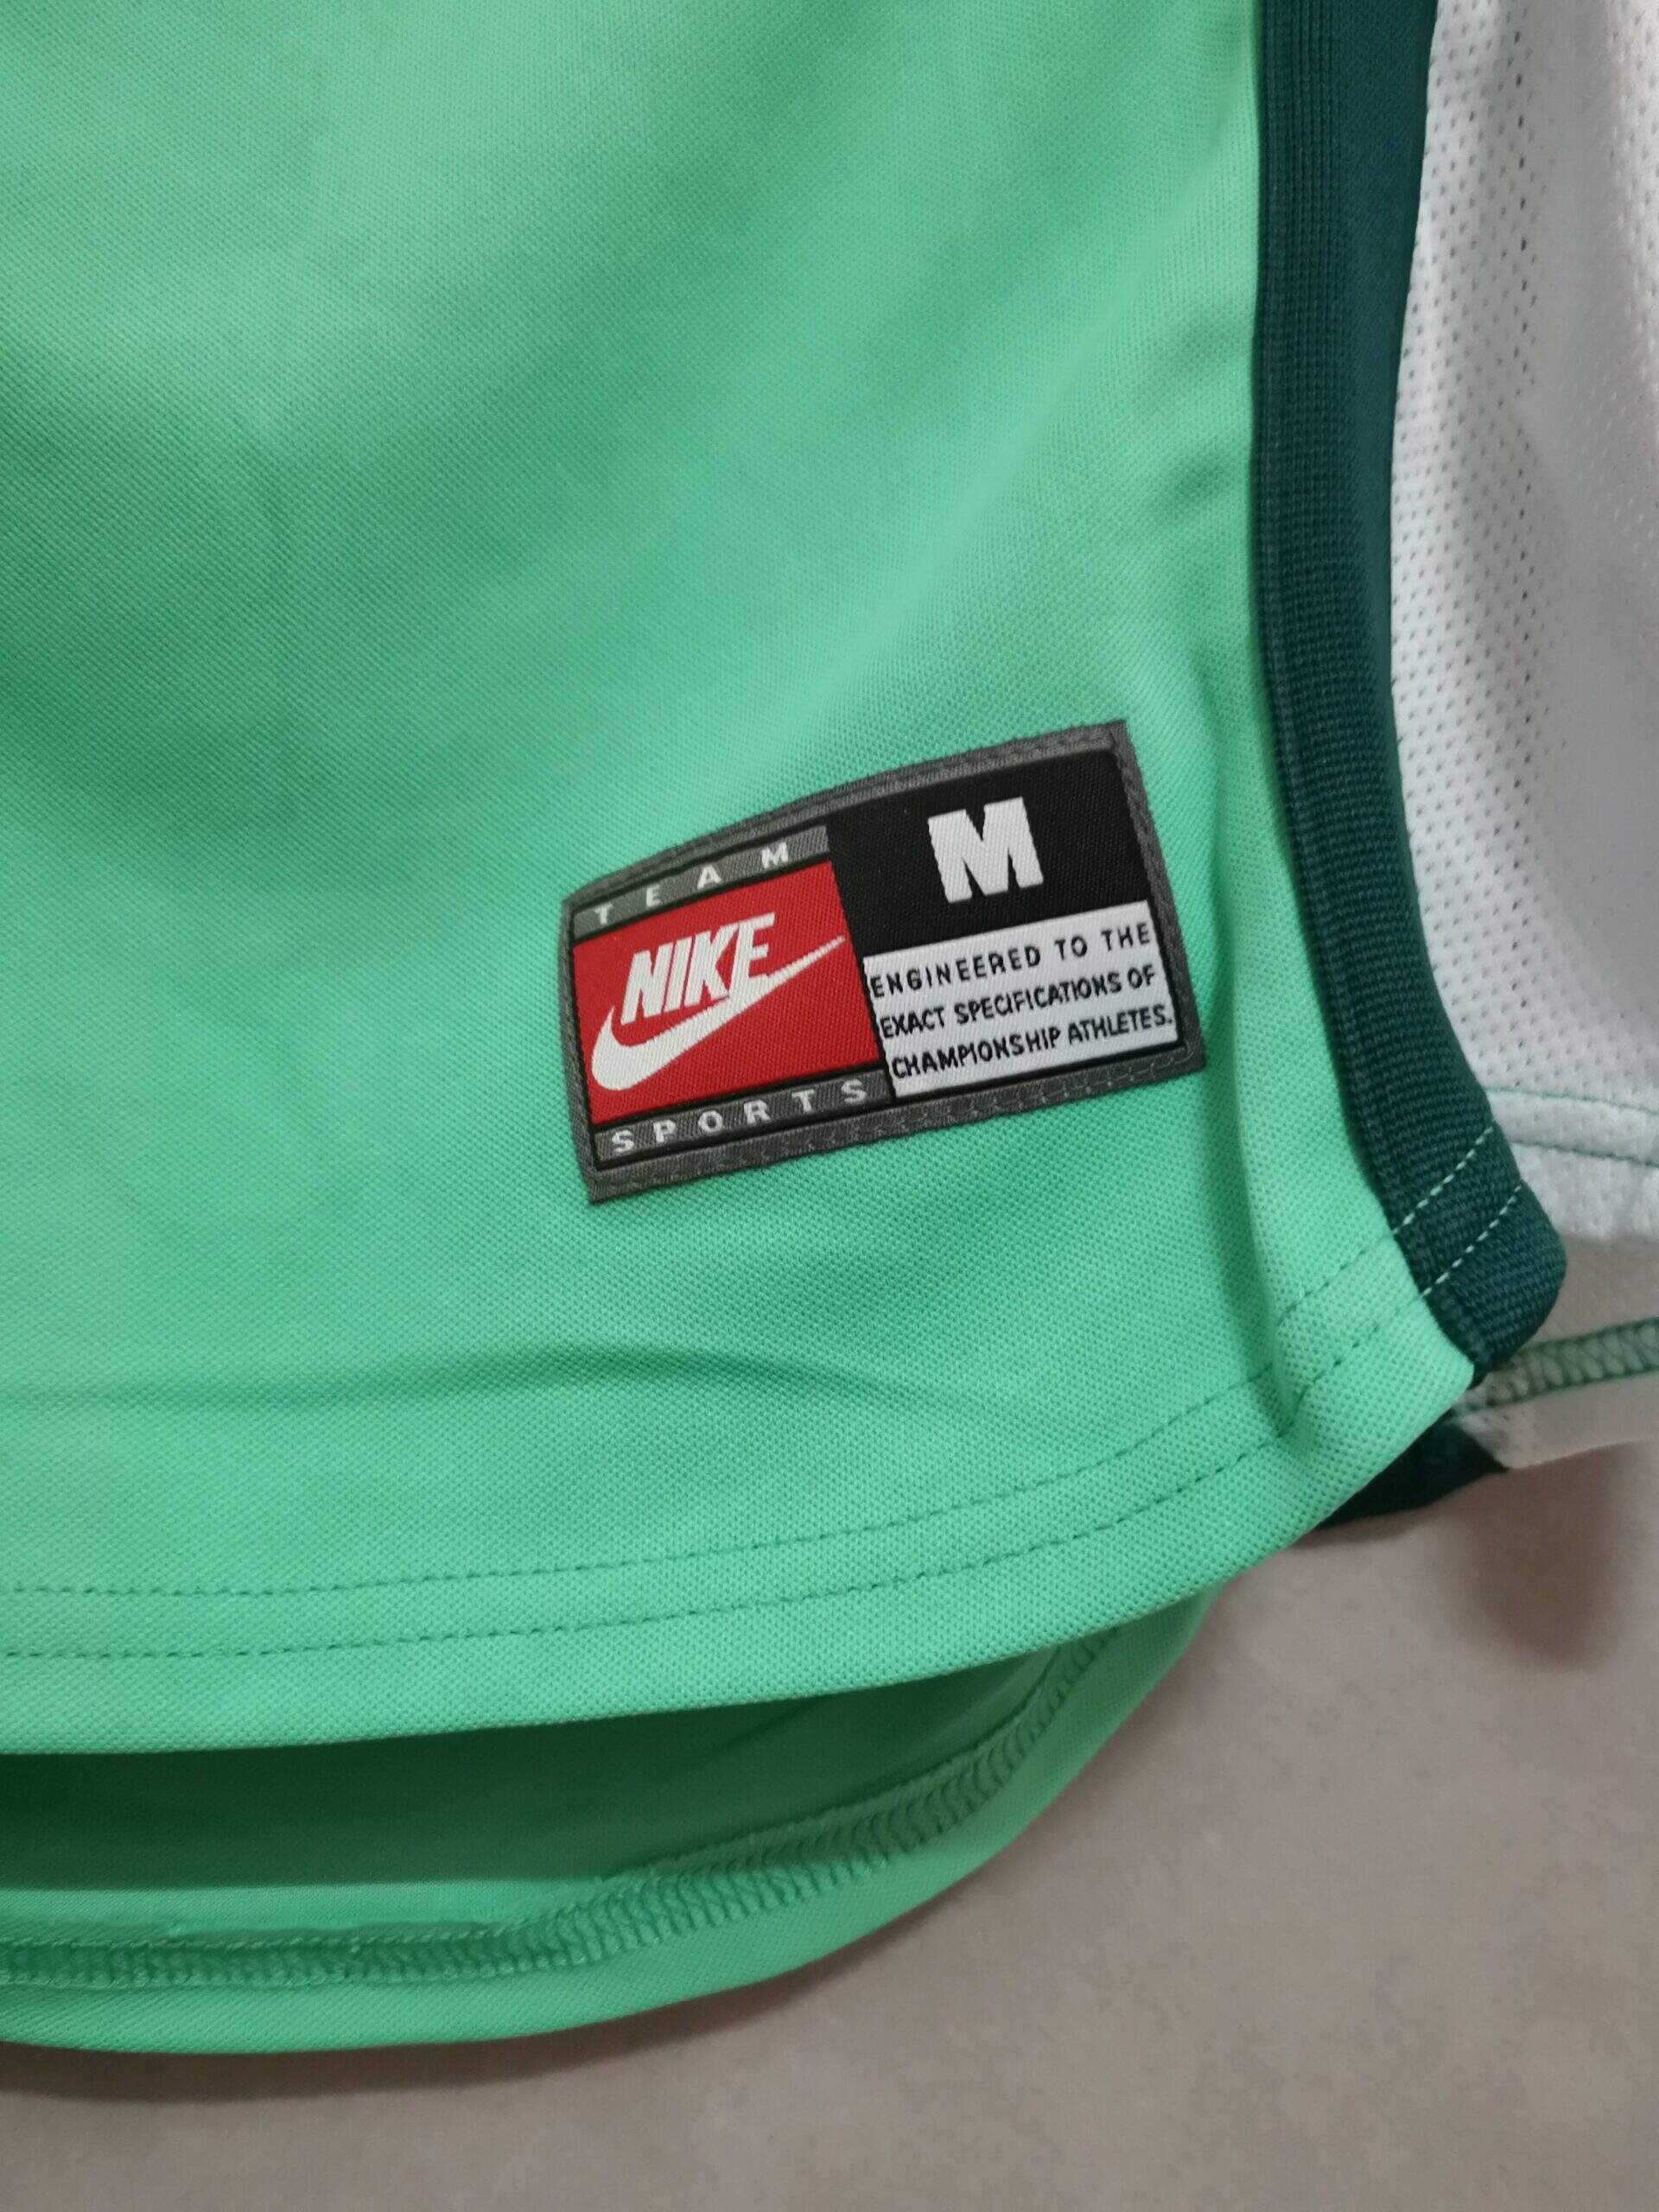 TEAM
NIKE
SPORTS
M
ENGINEERED TO THE
EXACT SPECIFICATIONS OF
CHAMPIONSHIP ATHLETES.